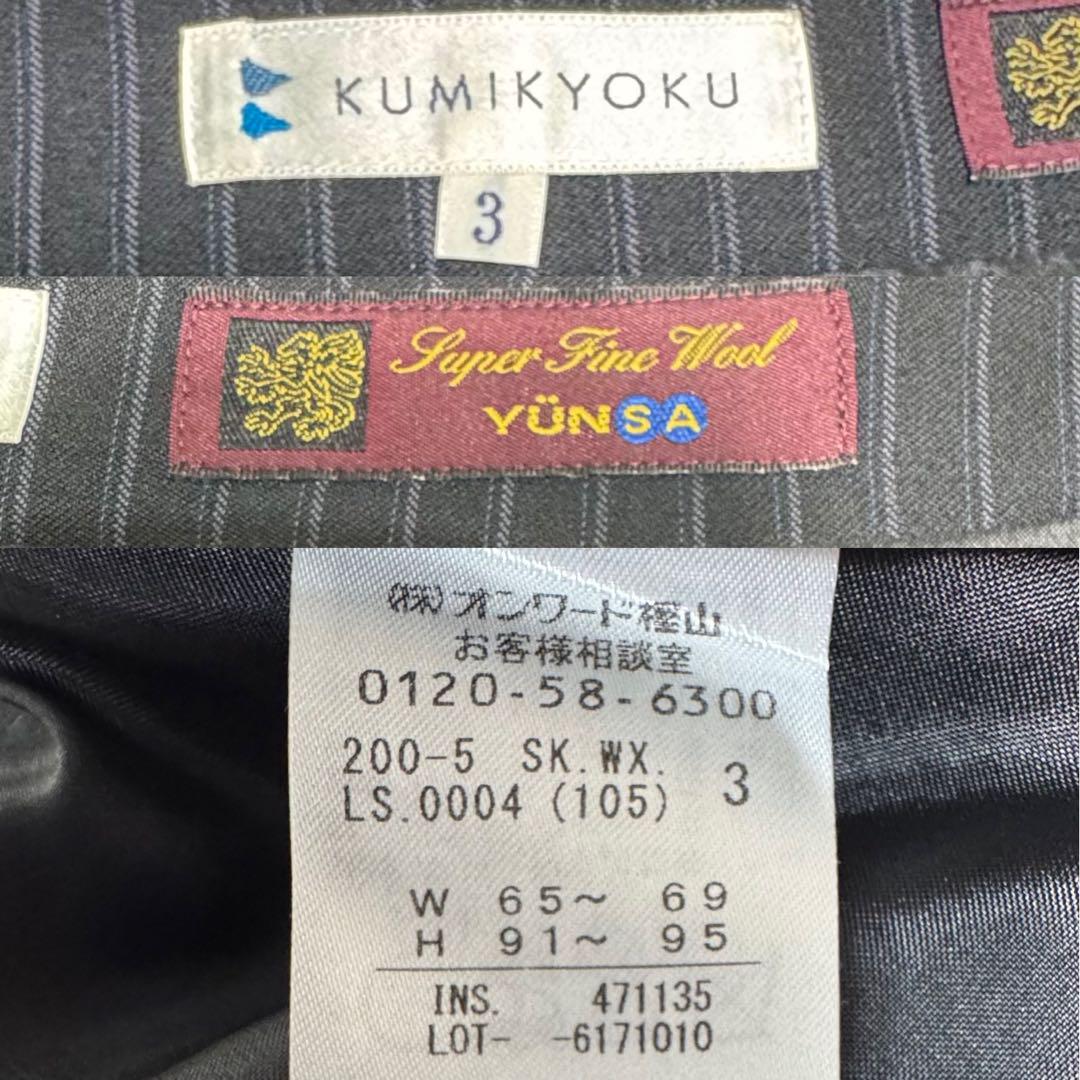 KUMIKYOKU
3
Super Fine Wool
YÜNSA
(株)オンワード樫山
お客様相談室
0120-58-6300
200-5 SK.WX. 3
LS.0004 (105)
W 65～ 69
H 91～ 95
INS. 471135
LOT- -6171010